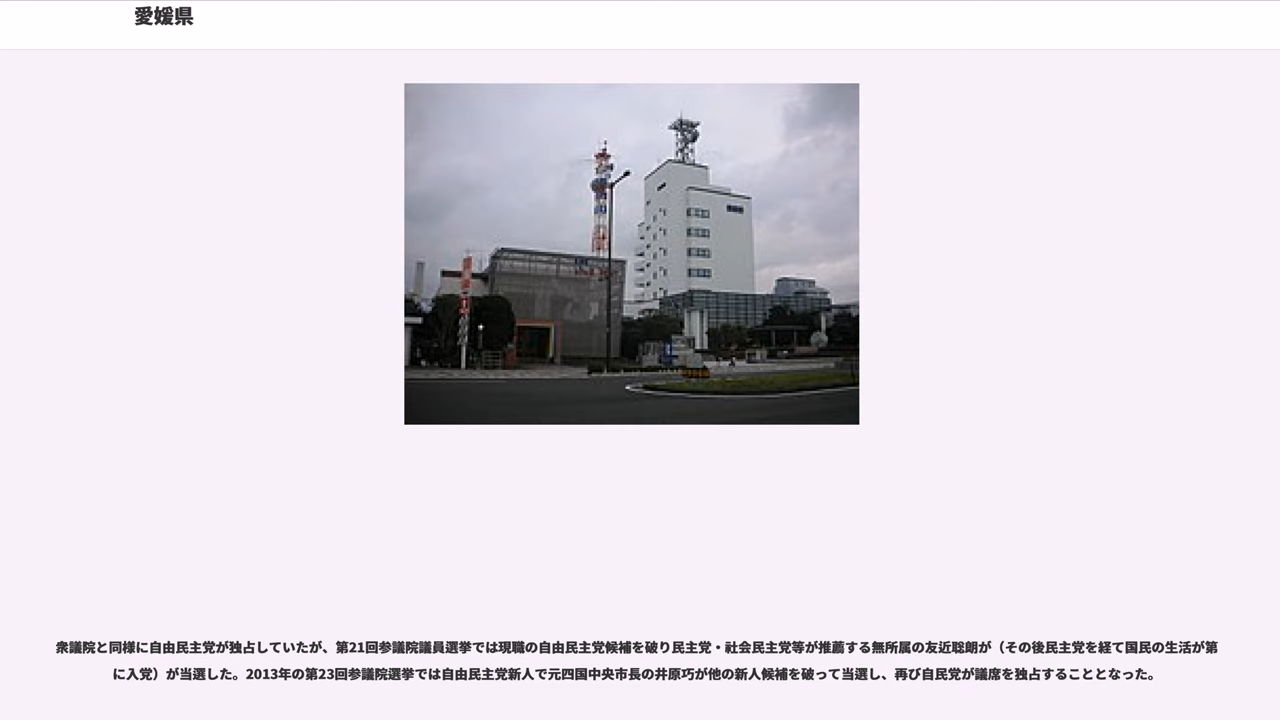 愛媛県
衆議院と同様に自由民主党が独占していたが、第21回参議院議員選挙では現職の自由民主党候補を破り民主党・社会民主党等が推薦する無所属の友近聡朗が（その後民主党を経て国民の生活が第
に入党）が当選した。2013年の第23回参議院選挙では自由民主党新人で元四国中央市長の井原巧が他の新人候補を破って当選し、再び自民党が議席を独占することとなった。